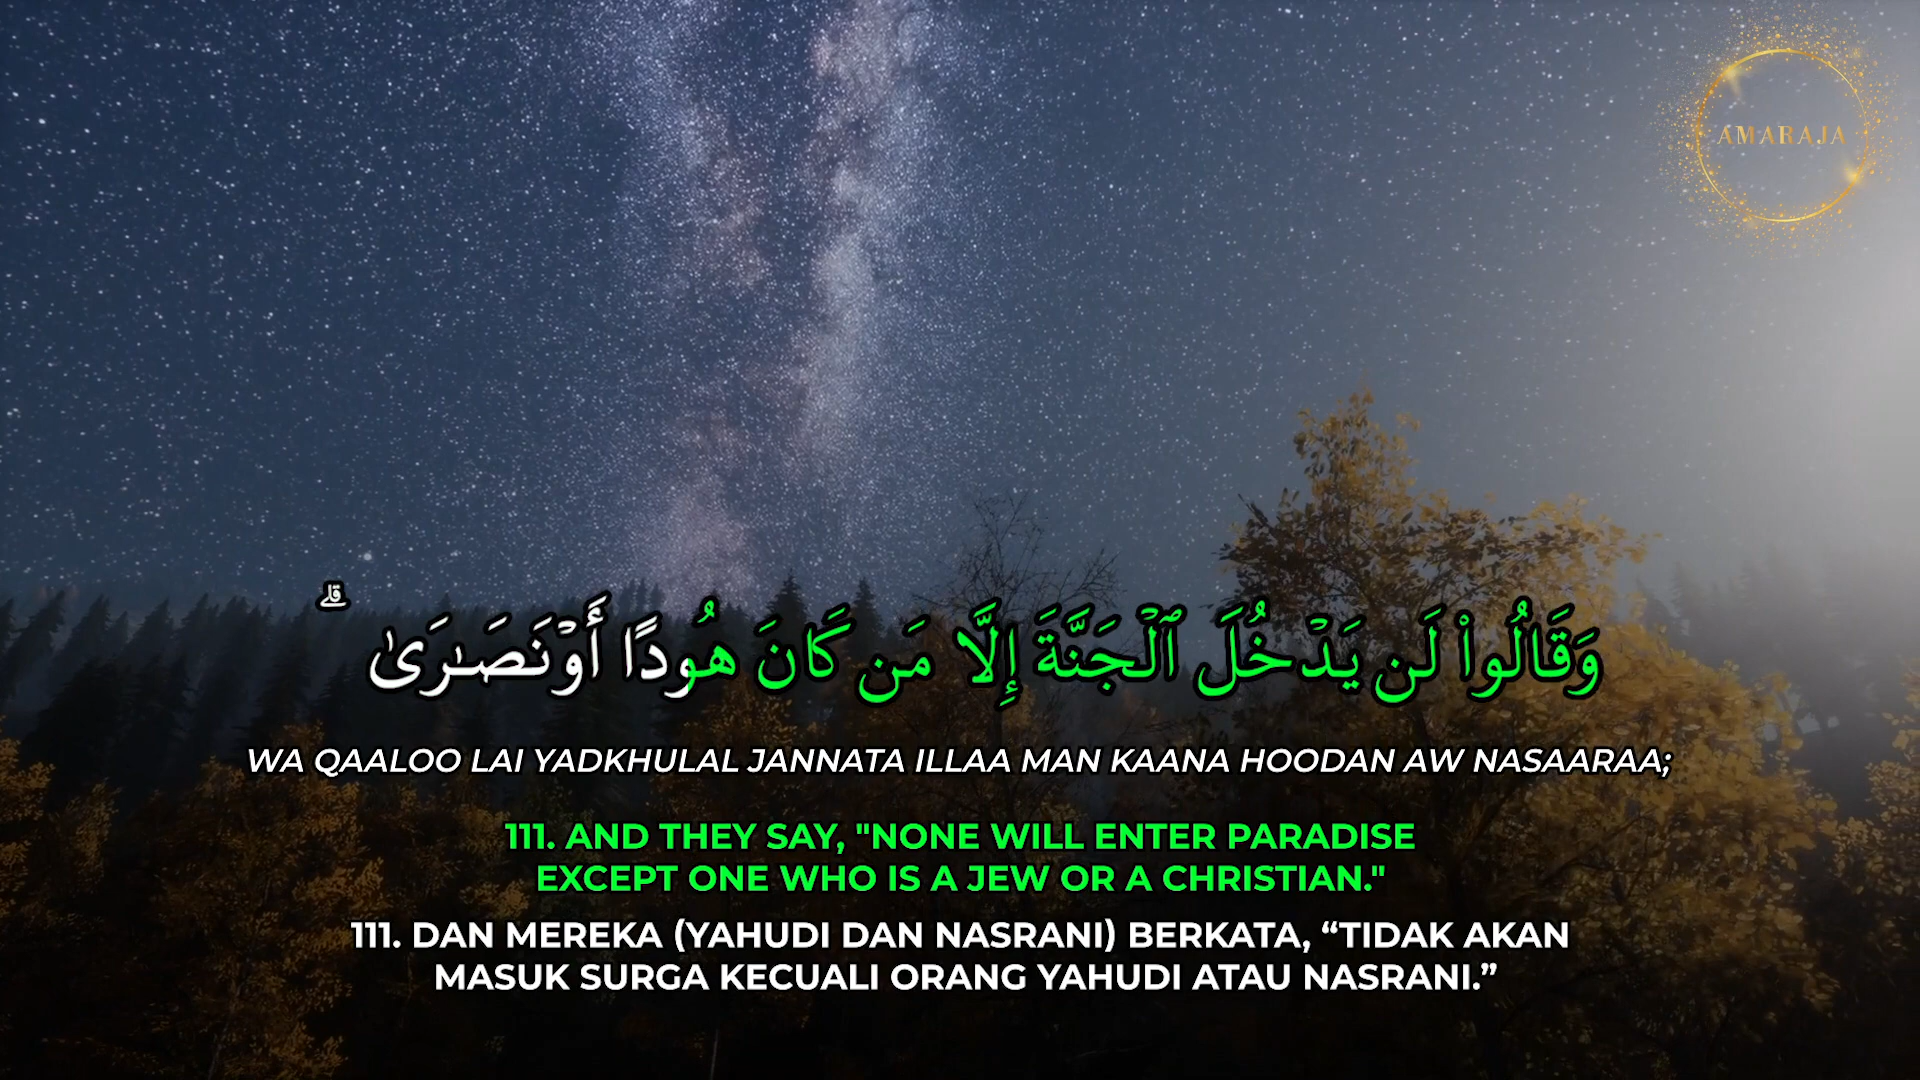 AMARAJA
وَقَالُوا۟ لَن يَدْخُلَ ٱلْجَنَّةَ إِلَّا مَن كَانَ هُودًا أَوْ نَصَـٰرَىٰ ۗ
WA QAALOO LAI YADKHULAL JANNATA ILLAA MAN KAANA HOODAN AW NASAARAA;
111. AND THEY SAY, "NONE WILL ENTER PARADISE
EXCEPT ONE WHO IS A JEW OR A CHRISTIAN."
111. DAN MEREKA (YAHUDI DAN NASRANI) BERKATA, “TIDAK AKAN
MASUK SURGA KECUALI ORANG YAHUDI ATAU NASRANI.”